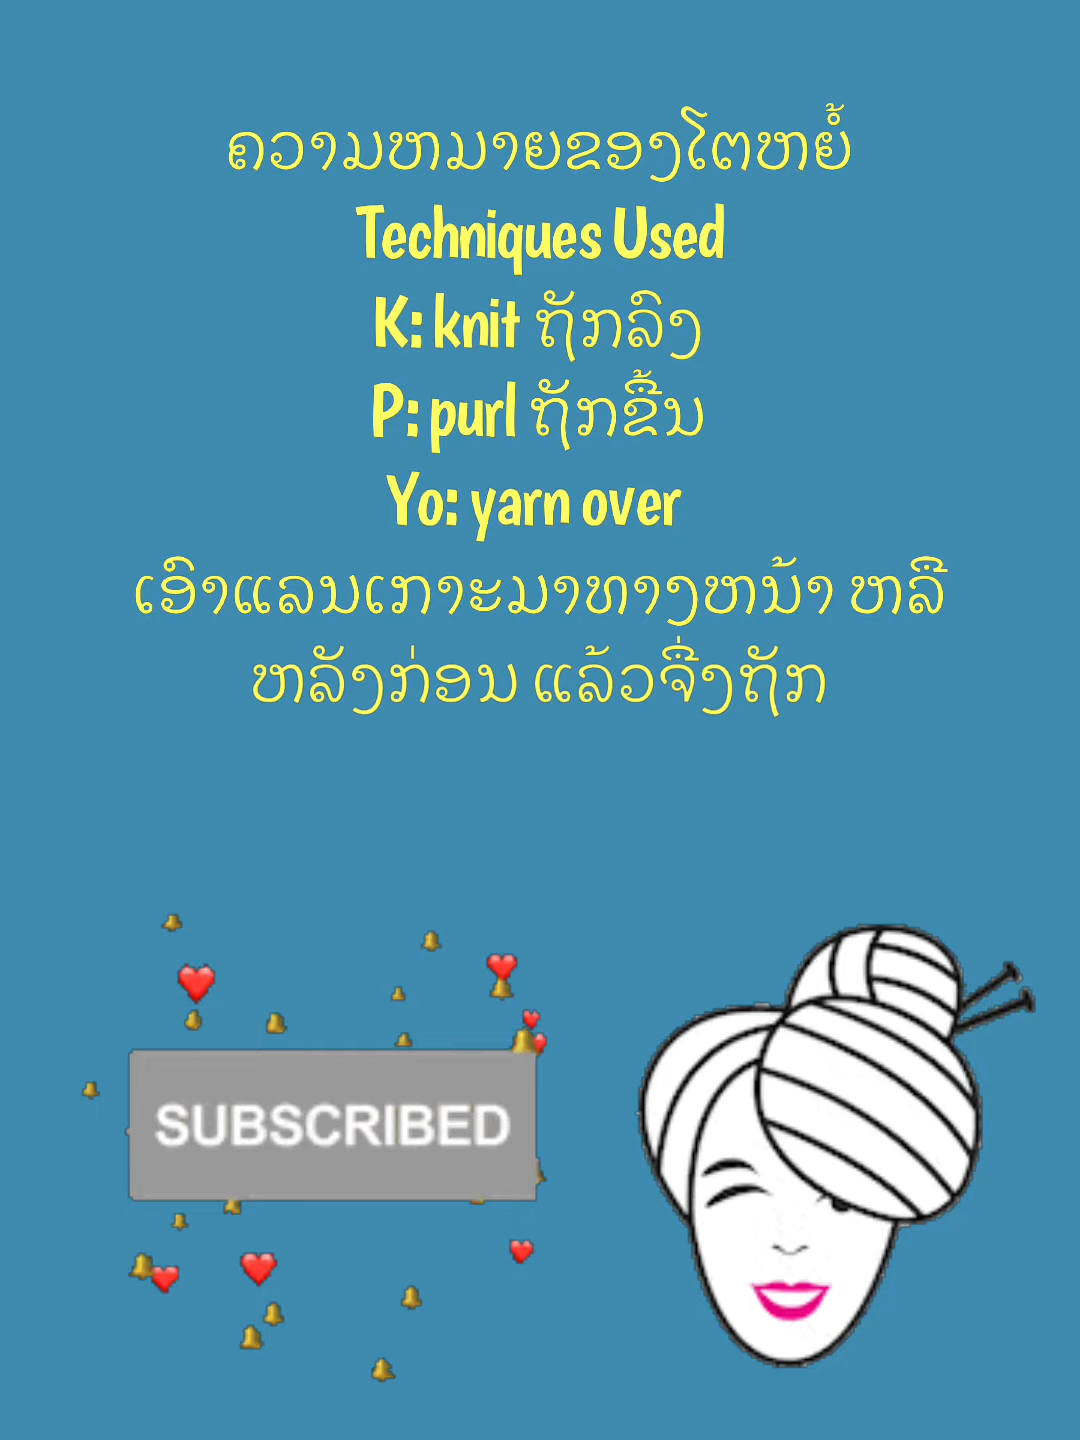 ຄວາມຫມາຍຂອງໂຕຫຍໍ້
Techniques Used
K: knit ຖັກລົງ
P: purl ຖັກຂຶ້ນ
Yo: yarn over
ເອົາແລນເກາະມາທາງຫນ້າ ຫລື
ຫລັງກ່ອນ ແລ້ວຈື່ງຖັກ
SUBSCRIBED